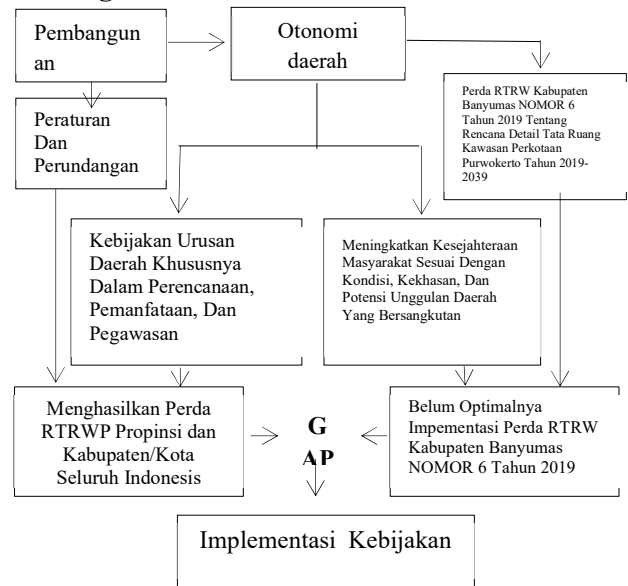 Pembangun
an
Otonomi
daerah
Peraturan
Dan
Perundangan
Perda RTRW Kabupaten
Banyumas NOMOR 6
Tahun 2019 Tentang
Rencana Detail Tata Ruang
Kawasan Perkotaan
Purwokerto Tahun 2019-
2039
Kebijakan Urusan
Daerah Khususnya
Dalam Perencanaan,
Pemanfataan, Dan
Pegawasan
Meningkatkan Kesejahteraan
Masyarakat Sesuai Dengan
Kondisi, Kekhasan, Dan
Potensi Unggulan Daerah
Yang Bersangkutan
Menghasilkan Perda
RTRWP Propinsi dan
Kabupaten/Kota
Seluruh Indonesia
G
AP
Belum Optimalnya
Impementasi Perda RTRW
Kabupaten Banyumas
NOMOR 6 Tahun 2019
Implementasi Kebijakan